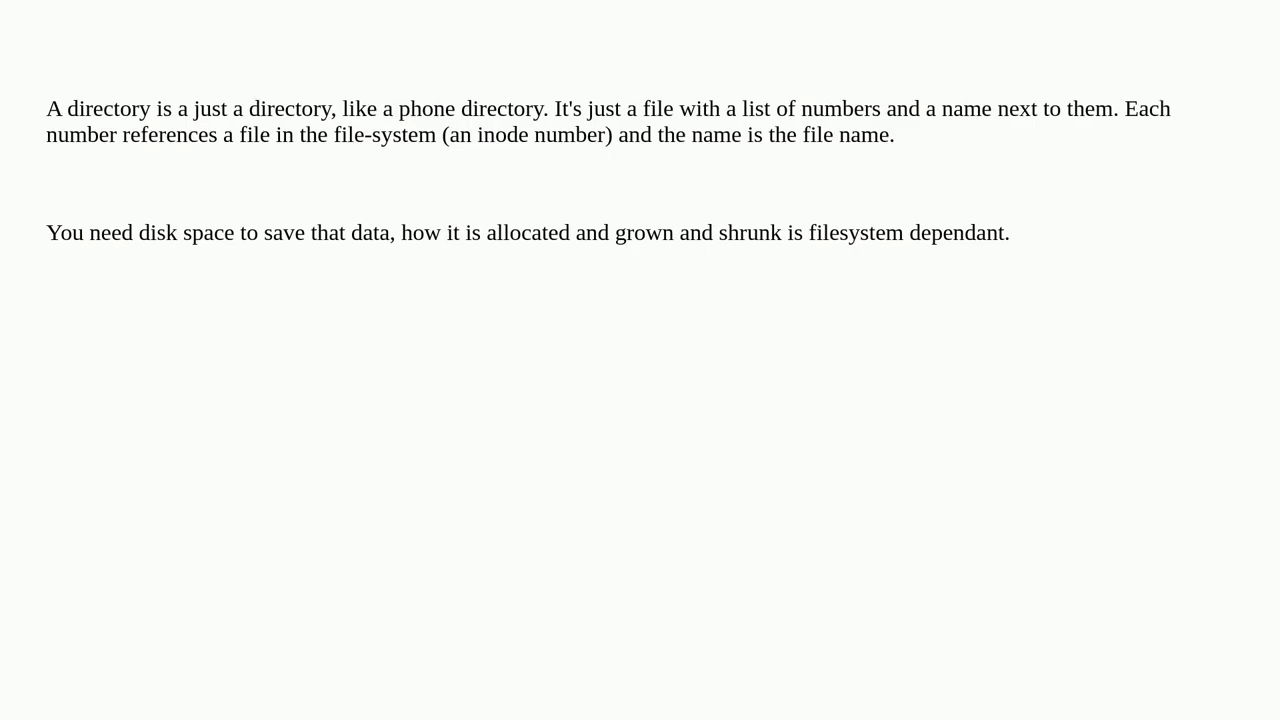 A directory is a just a directory, like a phone directory. It's just a file with a list of numbers and a name next to them. Each
number references a file in the file-system (an inode number) and the name is the file name.
You need disk space to save that data, how it is allocated and grown and shrunk is filesystem dependant.